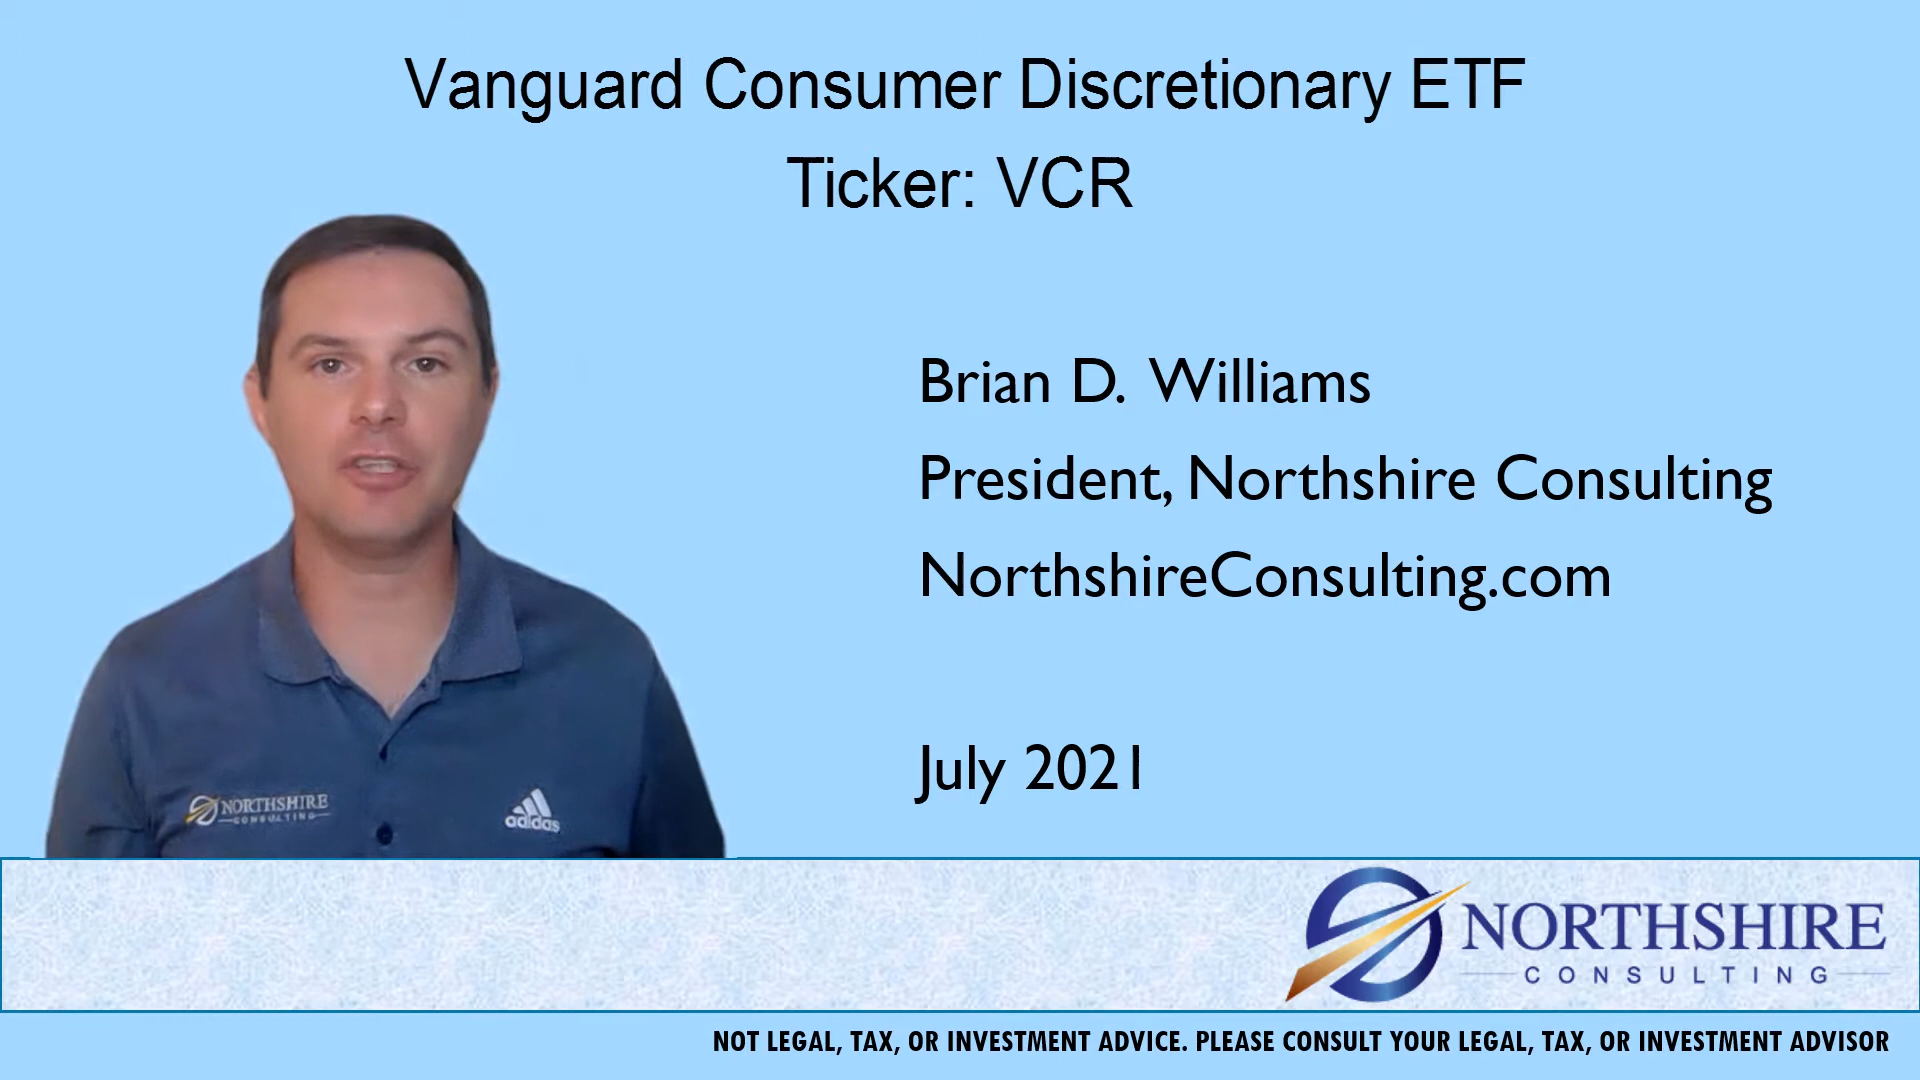 Vanguard Consumer Discretionary ETF
Ticker: VCR
Brian D. Williams
President, Northshire Consulting
NorthshireConsulting.com
July 2021
NORTHSHIRE
CONSULTING
adidas
NORTHSHIRE
CONSULTING
NOT LEGAL, TAX, OR INVESTMENT ADVICE. PLEASE CONSULT YOUR LEGAL, TAX, OR INVESTMENT ADVISOR